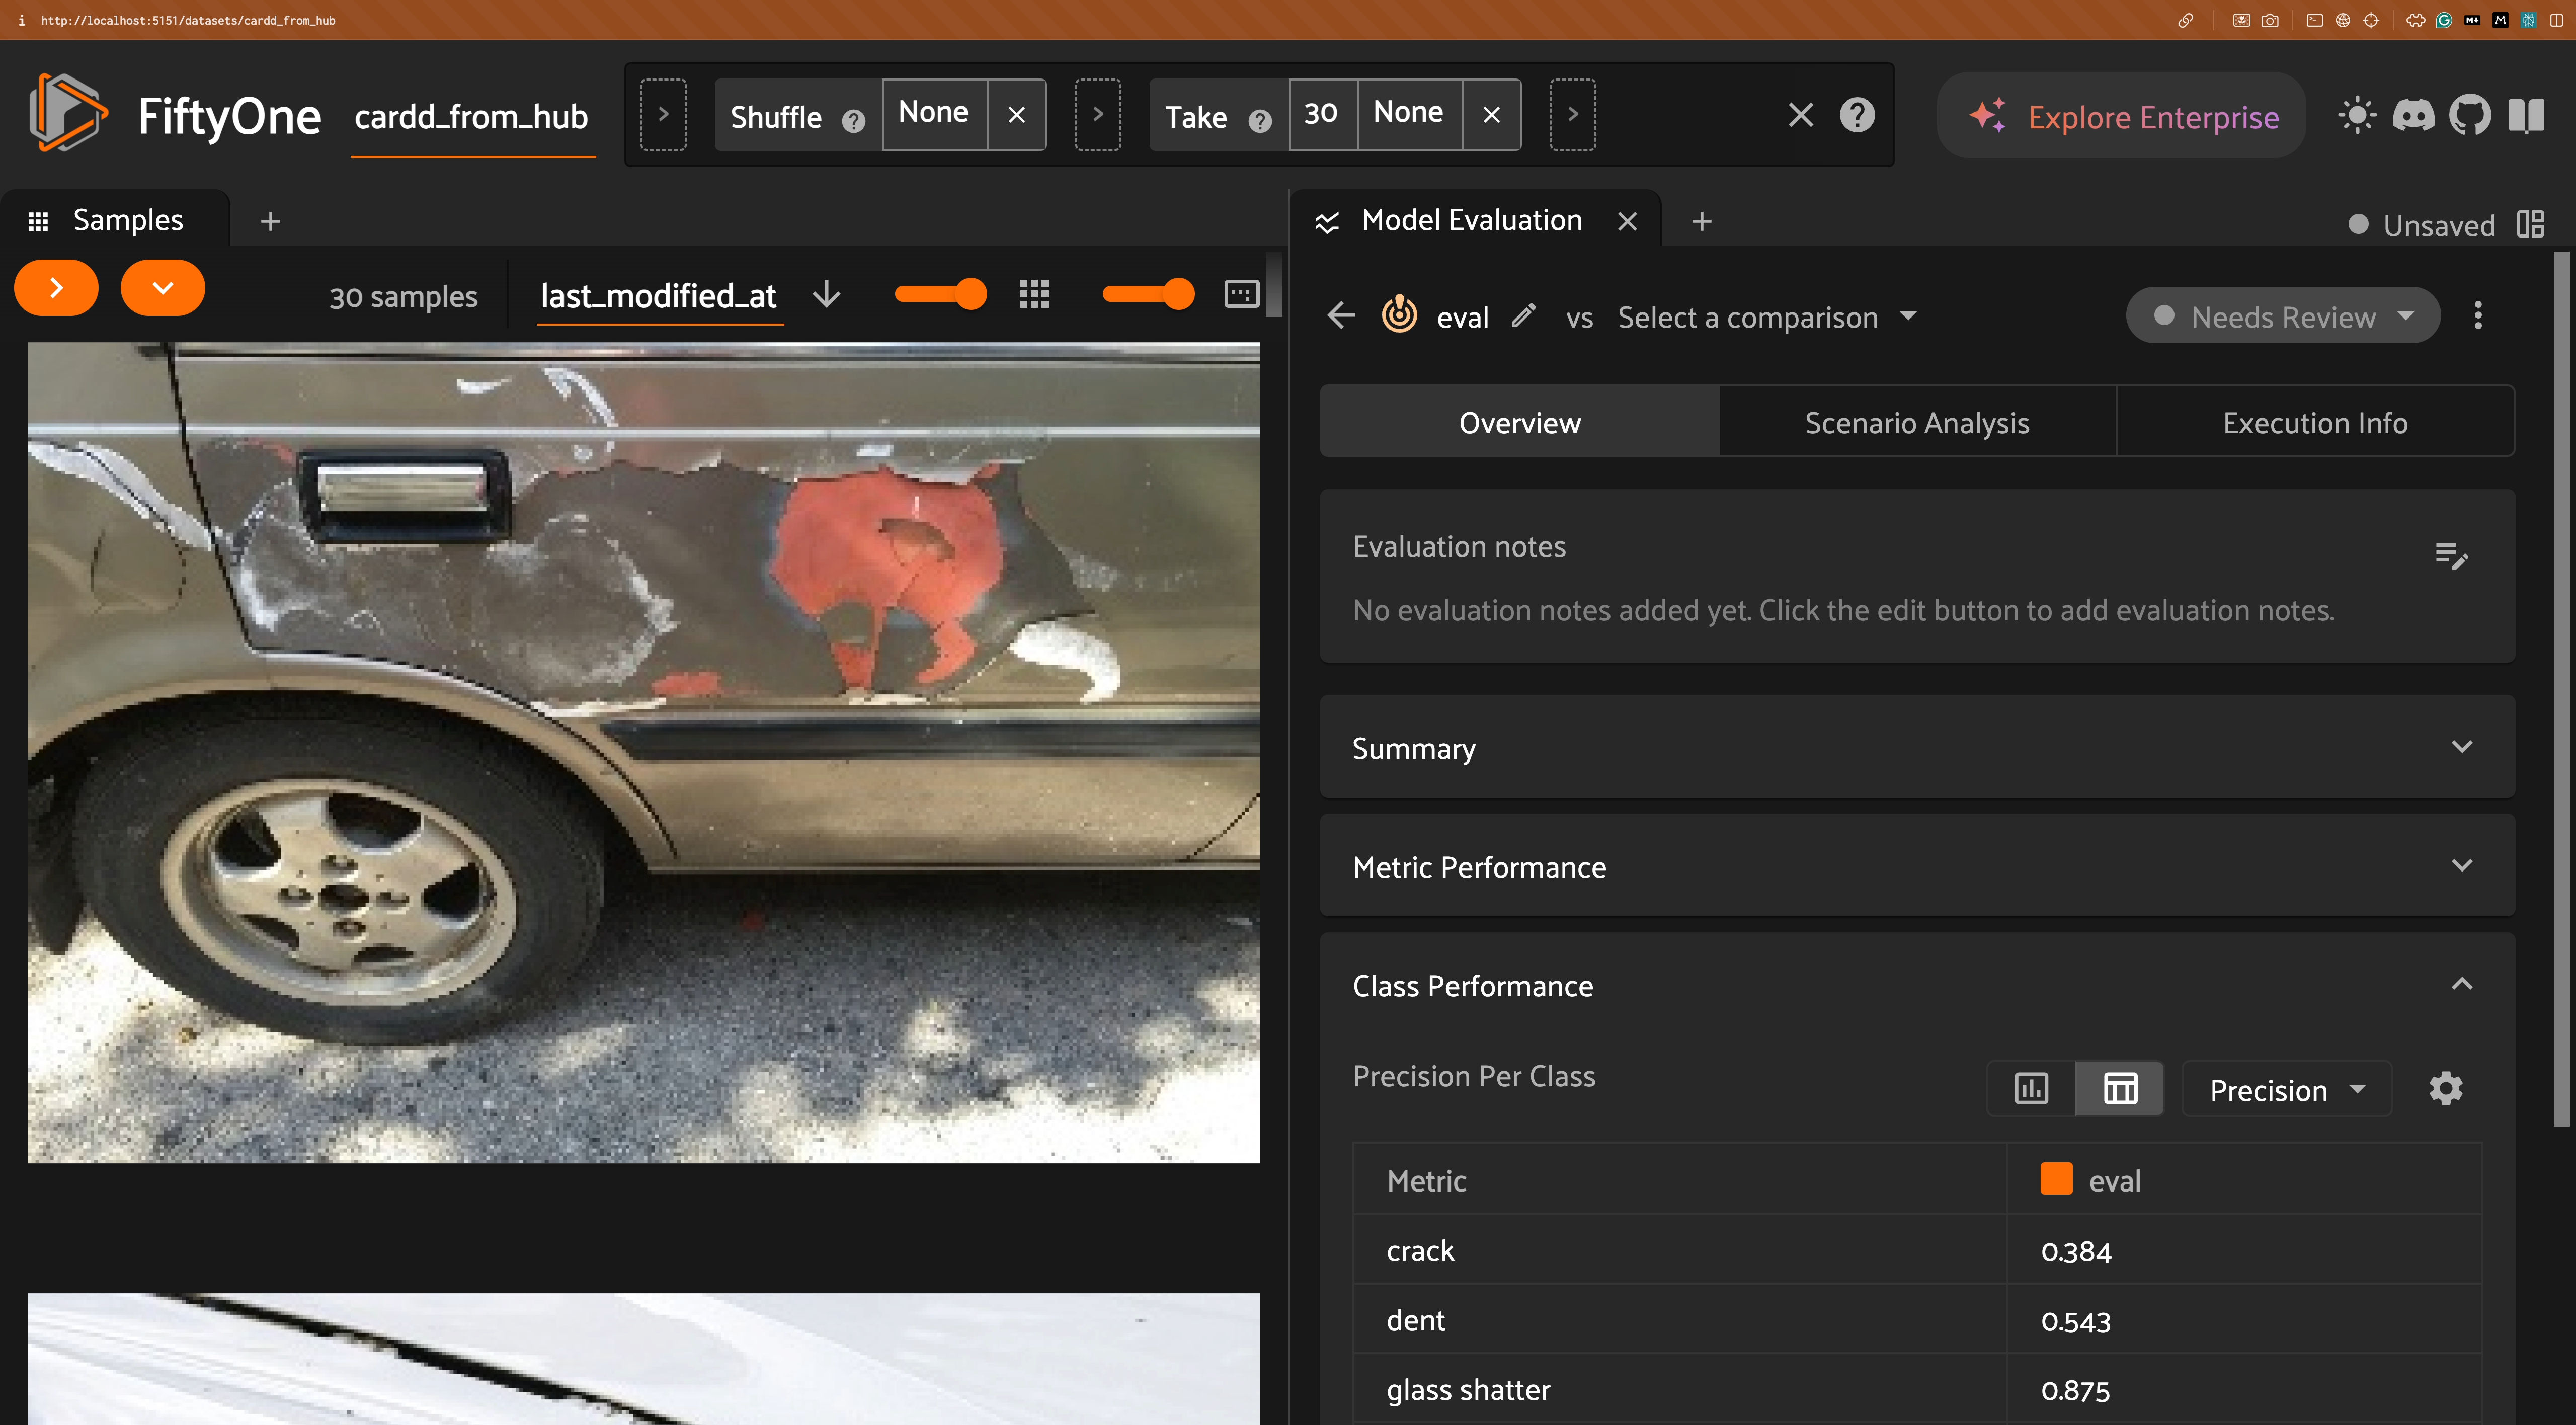 i http://localhost:5151/datasets/cardd_from_hub
FiftyOne cardd_from_hub Shuffle ? None × Take ? 30 None × × ? Explore Enterprise
Samples +
Model Evaluation × + Unsaved
30 samples last_modified_at
eval vs Select a comparison Needs Review
Overview Scenario Analysis Execution Info
Evaluation notes
No evaluation notes added yet. Click the edit button to add evaluation notes.
Summary
Metric Performance
Class Performance
Precision Per Class Precision
Metric eval
crack 0.384
dent 0.543
glass shatter 0.875